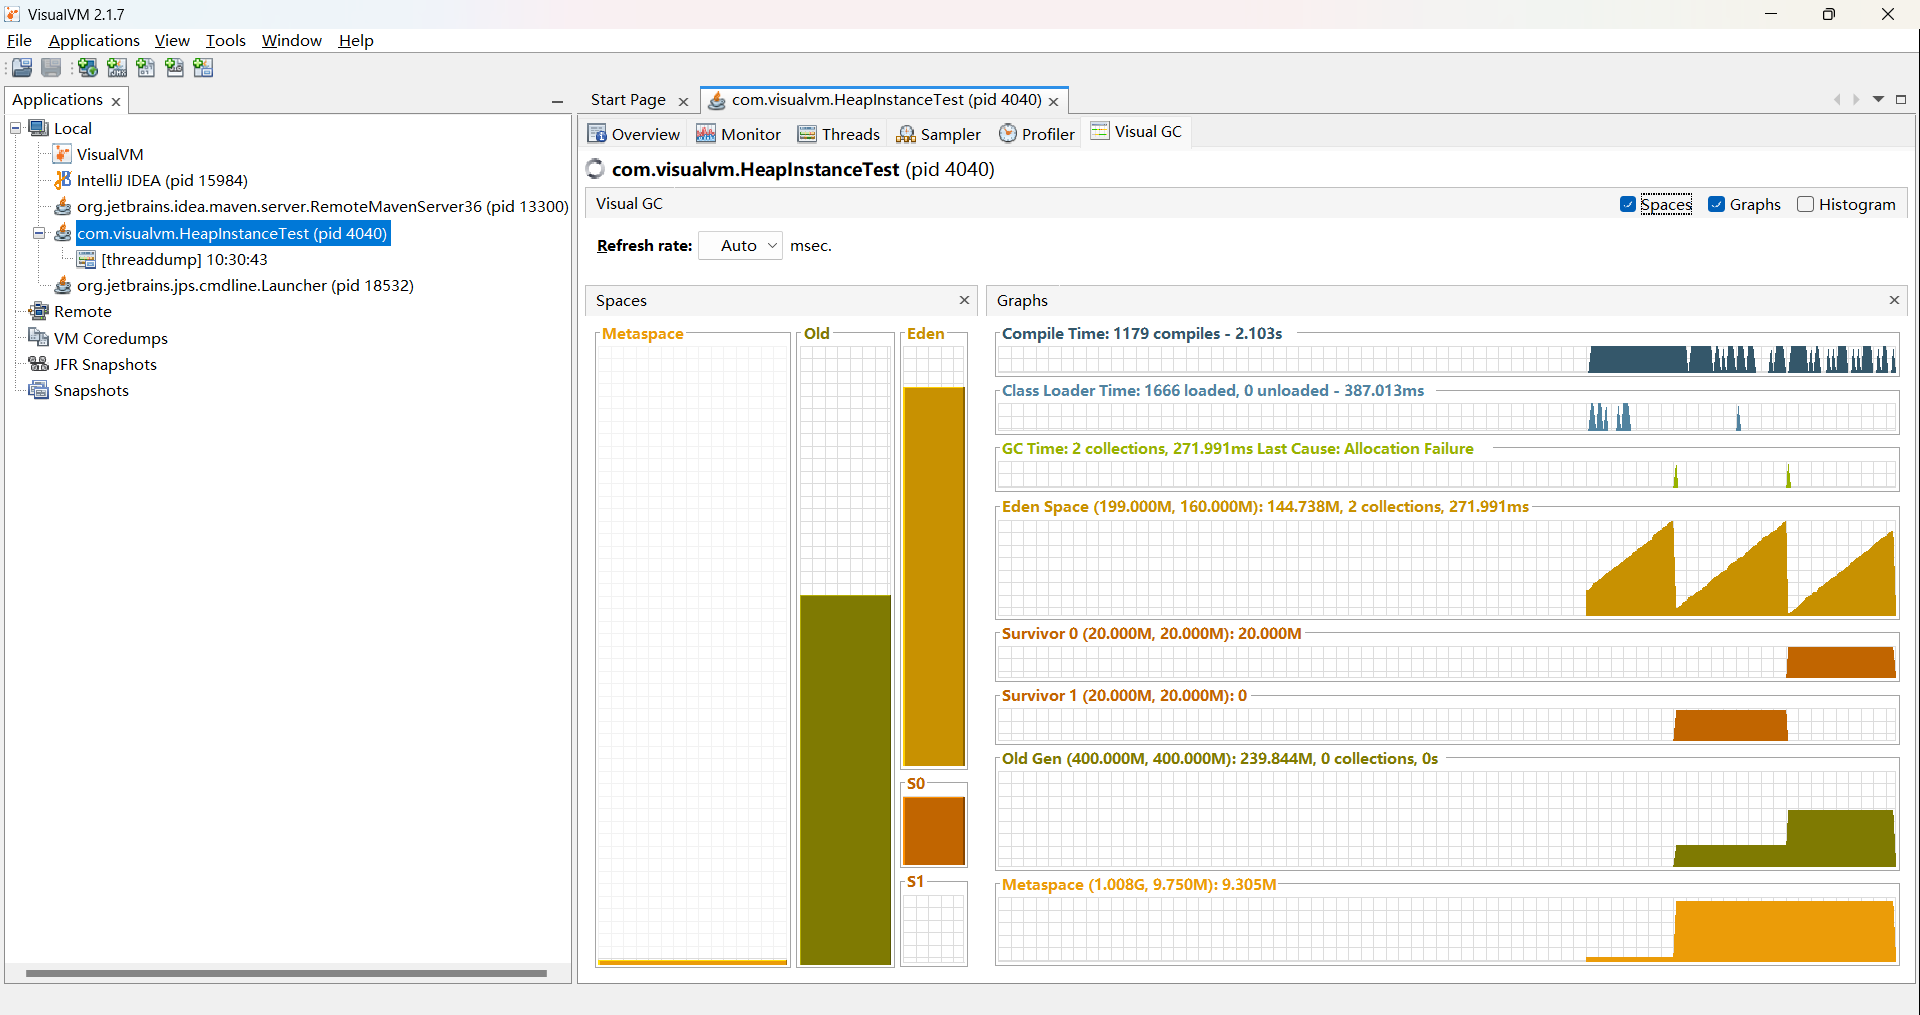 VisualVM 2.1.7
File Applications View Tools Window Help
Applications
Local
VisualVM
IntelliJ IDEA (pid 15984)
org.jetbrains.idea.maven.server.RemoteMavenServer36 (pid 13300)
com.visualvm.HeapInstanceTest (pid 4040)
[threaddump] 10:30:43
org.jetbrains.jps.cmdline.Launcher (pid 18532)
Remote
VM Coredumps
JFR Snapshots
Snapshots
Start Page com.visualvm.HeapInstanceTest (pid 4040)
Overview Monitor Threads Sampler Profiler Visual GC
com.visualvm.HeapInstanceTest (pid 4040)
Visual GC Spaces Graphs Histogram
Refresh rate: Auto msec.
Spaces
Metaspace Old Eden
S0
S1
Graphs
Compile Time: 1179 compiles - 2.103s
Class Loader Time: 1666 loaded, 0 unloaded - 387.013ms
GC Time: 2 collections, 271.991ms Last Cause: Allocation Failure
Eden Space (199.000M, 160.000M): 144.738M, 2 collections, 271.991ms
Survivor 0 (20.000M, 20.000M): 20.000M
Survivor 1 (20.000M, 20.000M): 0
Old Gen (400.000M, 400.000M): 239.844M, 0 collections, 0s
Metaspace (1.008G, 9.750M): 9.305M